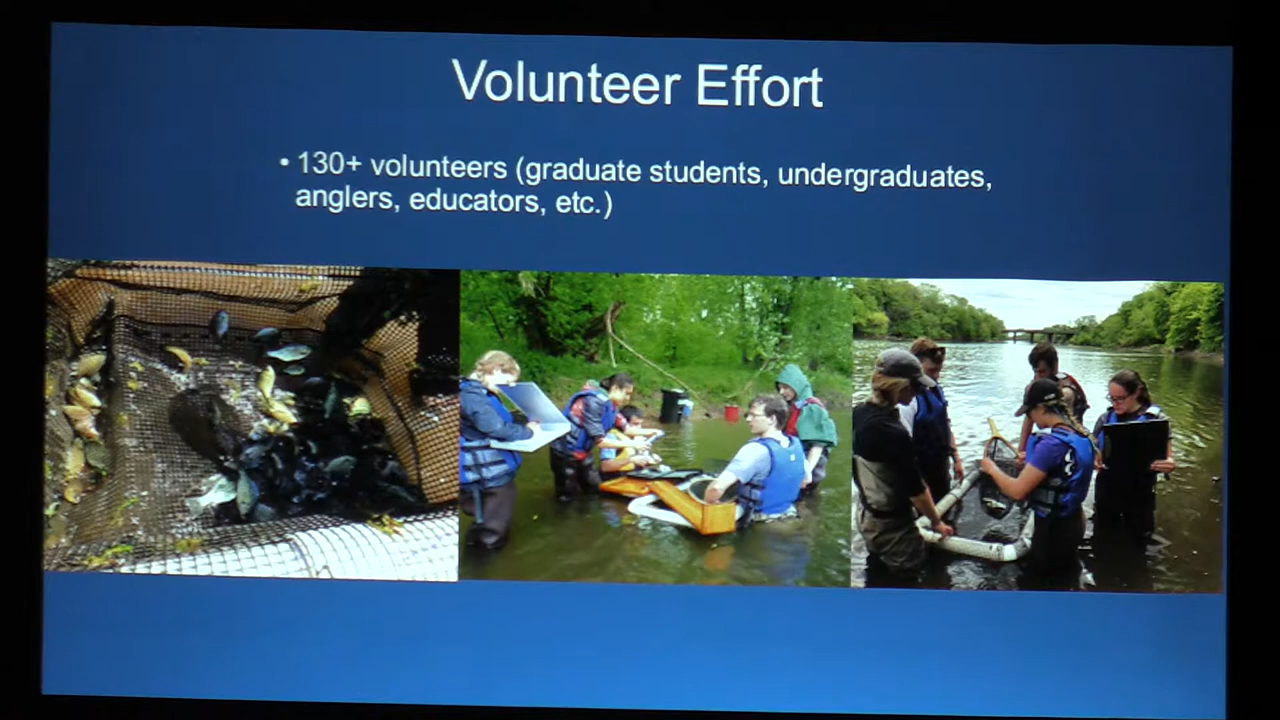 Volunteer Effort
• 130+ volunteers (graduate students, undergraduates,
anglers, educators, etc.)